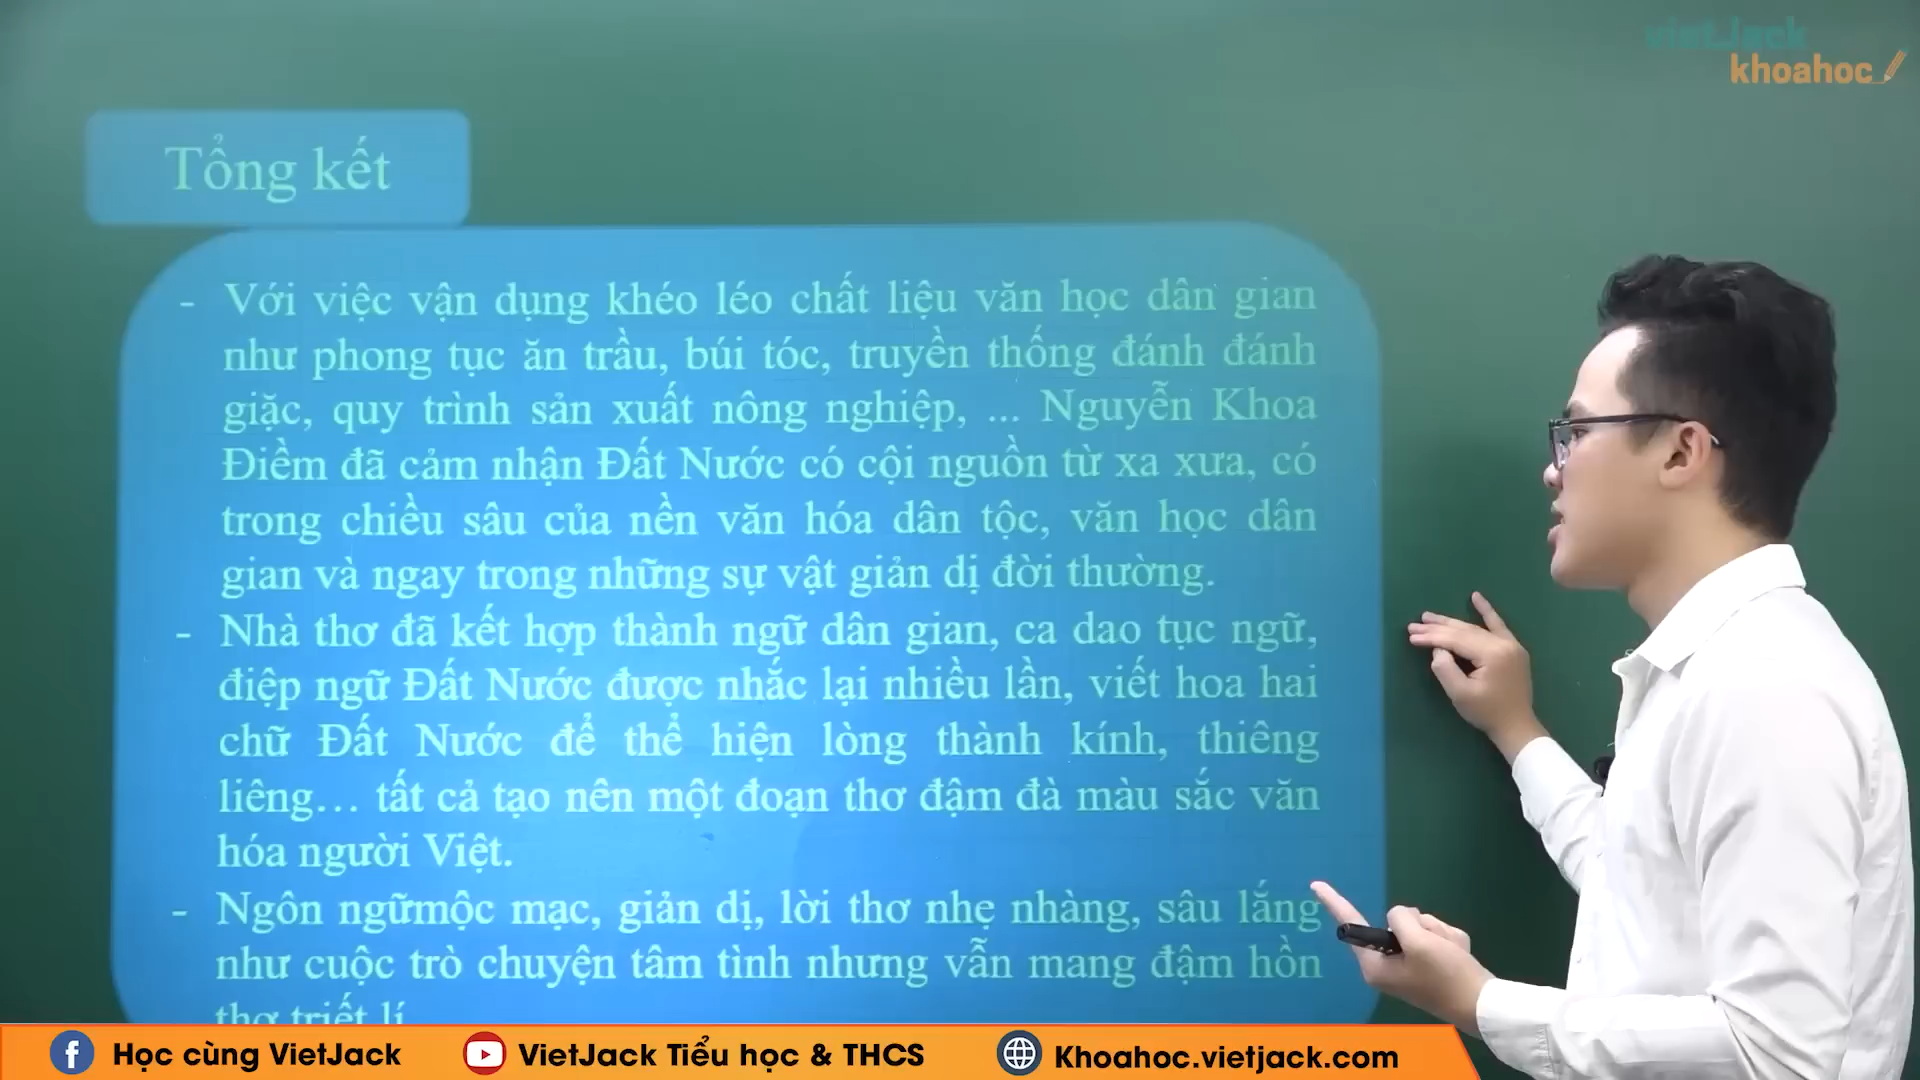 vietJack
khoahoc
Tổng kết
- Với việc vận dụng khéo léo chất liệu văn học dân gian
như phong tục ăn trầu, búi tóc, truyền thống đánh đánh
giặc, quy trình sản xuất nông nghiệp, ... Nguyễn Khoa
Điềm đã cảm nhận Đất Nước có cội nguồn từ xa xưa, có
trong chiều sâu của nền văn hóa dân tộc, văn học dân
gian và ngay trong những sự vật giản dị đời thường.
- Nhà thơ đã kết hợp thành ngữ dân gian, ca dao tục ngữ,
điệp ngữ Đất Nước được nhắc lại nhiều lần, viết hoa hai
chữ Đất Nước để thể hiện lòng thành kính, thiêng
liêng… tất cả tạo nên một đoạn thơ đậm đà màu sắc văn
hóa người Việt.
- Ngôn ngữmộc mạc, giản dị, lời thơ nhẹ nhàng, sâu lắng
như cuộc trò chuyện tâm tình nhưng vẫn mang đậm hồn
thơ triết lí
Học cùng VietJack
VietJack Tiểu học & THCS
Khoahoc.vietjack.com